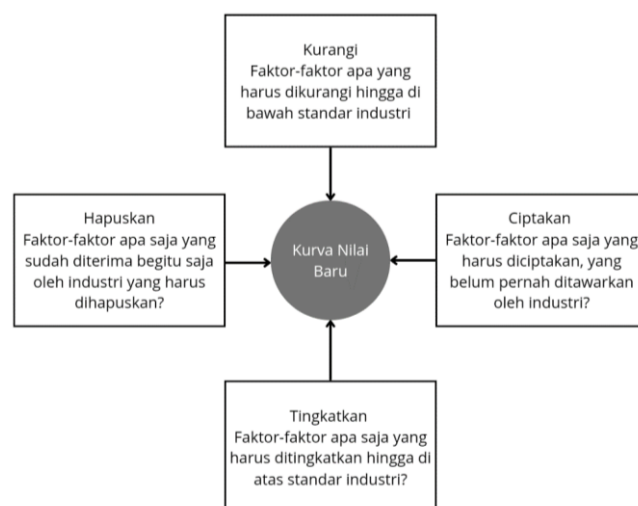 Kurangi
Faktor-faktor apa yang
harus dikurangi hingga di
bawah standar industri
Hapuskan
Faktor-faktor apa saja yang
sudah diterima begitu saja
oleh industri yang harus
dihapuskan?
Kurva Nilai
Baru
Ciptakan
Faktor-faktor apa saja yang
harus diciptakan, yang
belum pernah ditawarkan
oleh industri?
Tingkatkan
Faktor-faktor apa saja yang
harus ditingkatkan hingga di
atas standar industri?